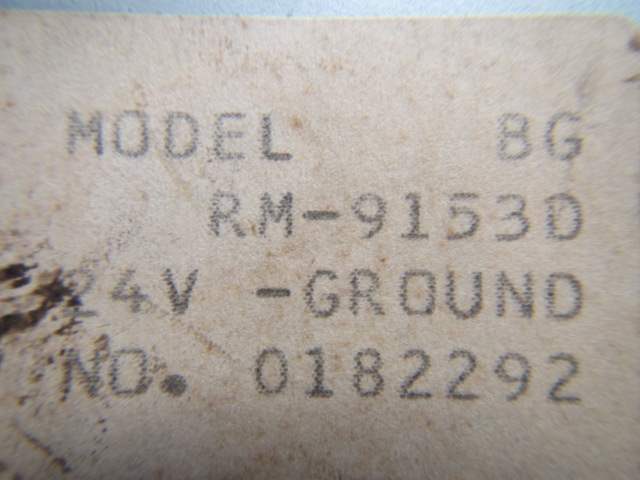 MODEL BG
RM-9153D
24V -GROUND
NO. 0182292